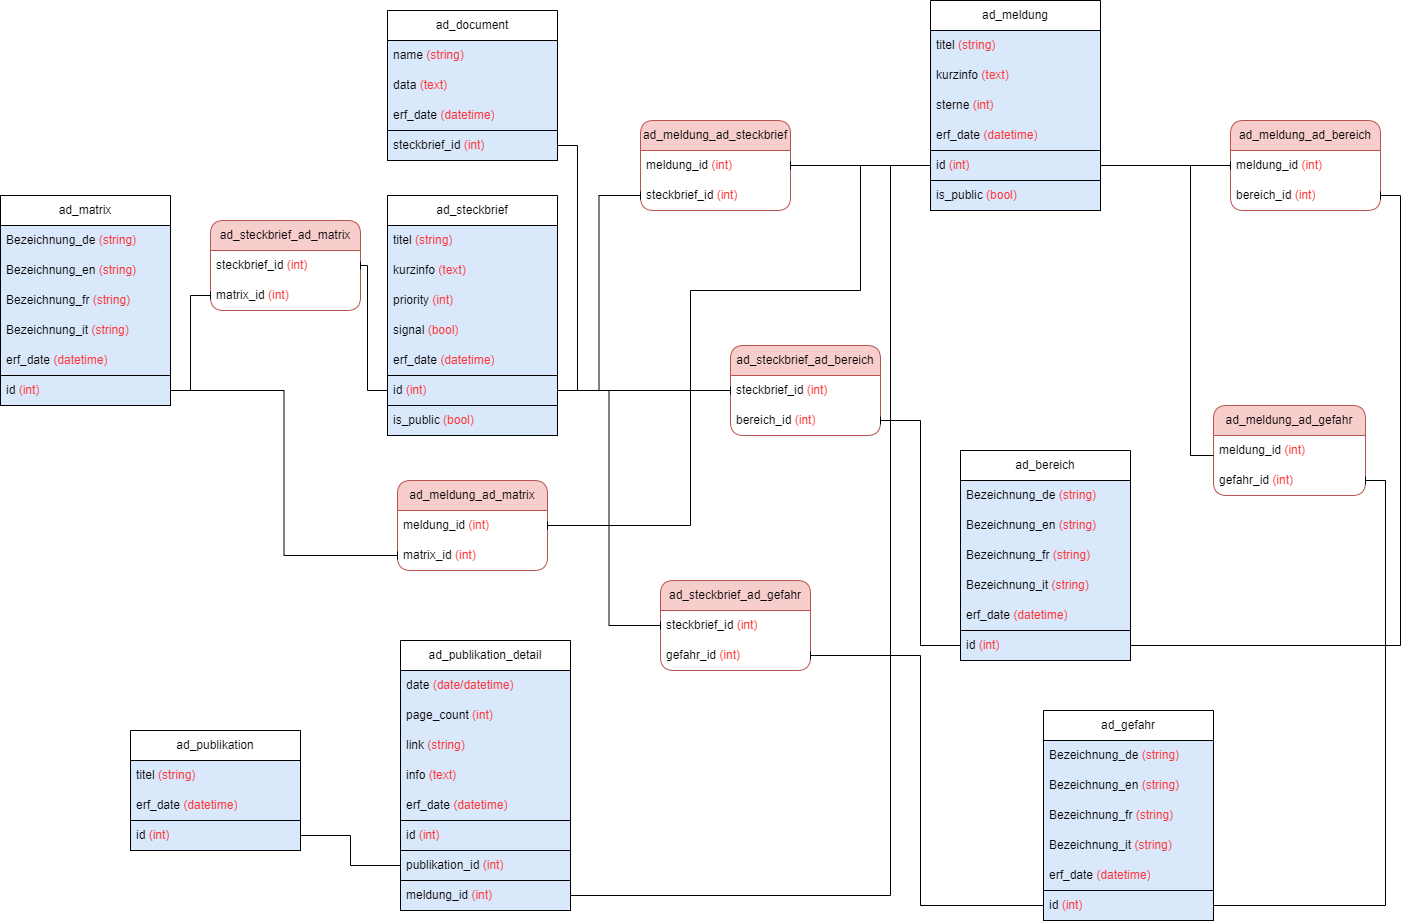 ad_document
name (string)
data (text)
erf_date (datetime)
steckbrief_id (int)
ad_meldung
titel (string)
kurzinfo (text)
sterne (int)
erf_date (datetime)
id (int)
is_public (bool)
ad_meldung_ad_steckbrief
meldung_id (int)
steckbrief_id (int)
ad_meldung_ad_bereich
meldung_id (int)
bereich_id (int)
ad_matrix
Bezeichnung_de (string)
Bezeichnung_en (string)
Bezeichnung_fr (string)
Bezeichnung_it (string)
erf_date (datetime)
id (int)
ad_steckbrief_ad_matrix
steckbrief_id (int)
matrix_id (int)
ad_steckbrief
titel (string)
kurzinfo (text)
priority (int)
signal (bool)
erf_date (datetime)
id (int)
is_public (bool)
ad_steckbrief_ad_bereich
steckbrief_id (int)
bereich_id (int)
ad_meldung_ad_gefahr
meldung_id (int)
gefahr_id (int)
ad_meldung_ad_matrix
meldung_id (int)
matrix_id (int)
ad_bereich
Bezeichnung_de (string)
Bezeichnung_en (string)
Bezeichnung_fr (string)
Bezeichnung_it (string)
erf_date (datetime)
id (int)
ad_steckbrief_ad_gefahr
steckbrief_id (int)
gefahr_id (int)
ad_publikation_detail
date (date/datetime)
page_count (int)
link (string)
info (text)
erf_date (datetime)
id (int)
publikation_id (int)
meldung_id (int)
ad_publikation
titel (string)
erf_date (datetime)
id (int)
ad_gefahr
Bezeichnung_de (string)
Bezeichnung_en (string)
Bezeichnung_fr (string)
Bezeichnung_it (string)
erf_date (datetime)
id (int)